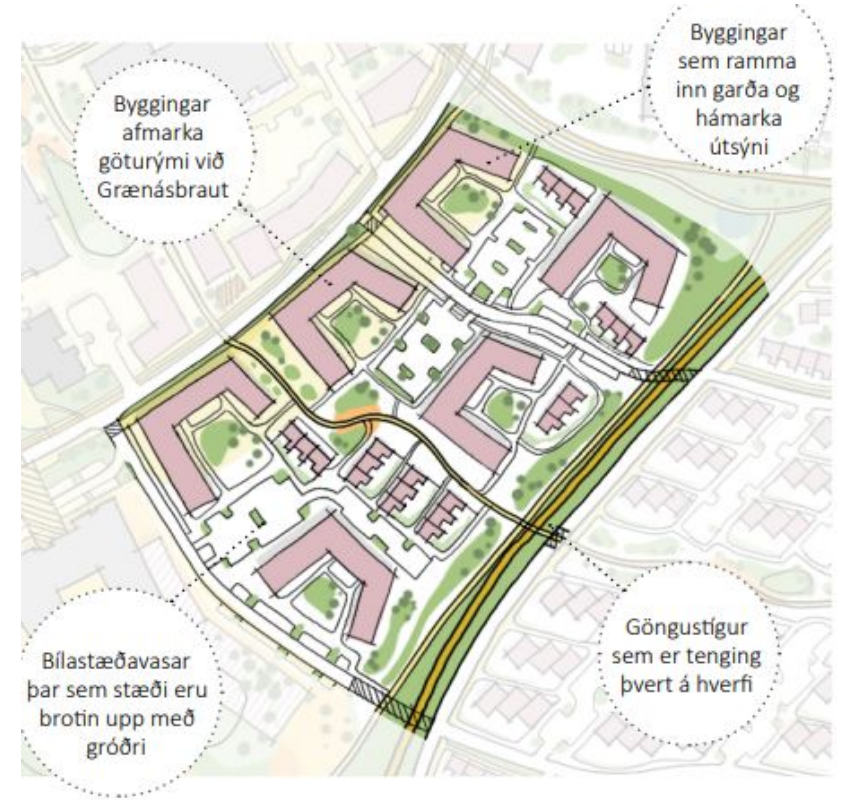 Byggingar
sem ramma
inn garða og
hámarka
útsýni
Byggingar
afmarka
göturými við
Grænásbraut
Bílastæðavasar
þar sem stæði eru
brotin upp með
gróðri
Göngustígur
sem er tenging
þvert á hverfi